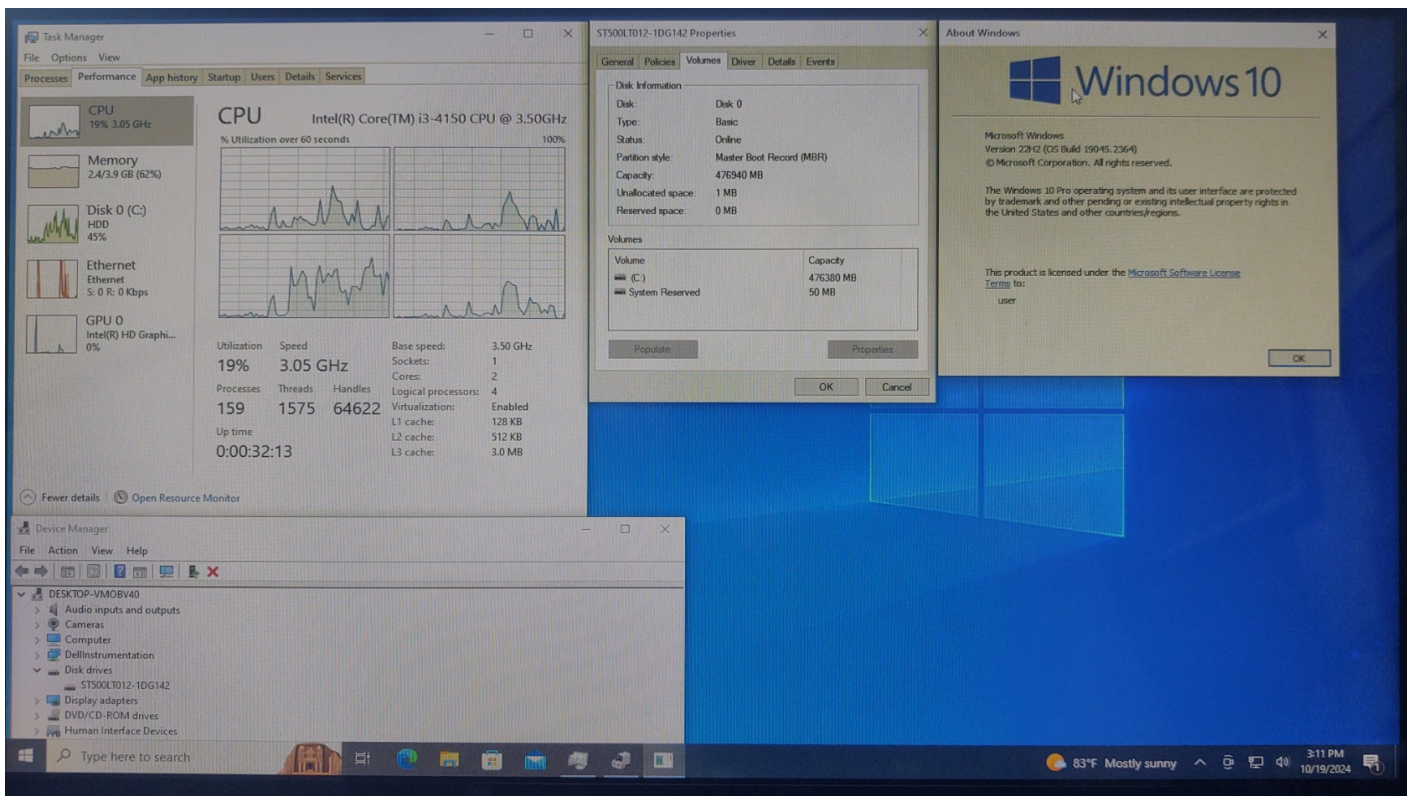 Task Manager
File Options View
Processes Performance App history Startup Users Details Services
CPU
19% 3.05 GHz
Memory
2.4/3.9 GB (62%)
Disk 0 (C:)
HDD
45%
Ethernet
Ethernet
S: 0 R: 0 Kbps
GPU 0
Intel(R) HD Graphi...
0%
CPU Intel(R) Core(TM) i3-4150 CPU @ 3.50GHz
% Utilization over 60 seconds 100%
Utilization Speed
19% 3.05 GHz
Processes Threads Handles
159 1575 64622
Up time
0:00:32:13
Base speed: 3.50 GHz
Sockets: 1
Cores: 2
Logical processors: 4
Virtualization: Enabled
L1 cache: 128 KB
L2 cache: 512 KB
L3 cache: 3.0 MB
Fewer details Open Resource Monitor
ST500LT012-1DG142 Properties
General Policies Volumes Driver Details Events
Disk Information
Disk: Disk 0
Type: Basic
Status: Online
Partition style: Master Boot Record (MBR)
Capacity: 476940 MB
Unallocated space: 1 MB
Reserved space: 0 MB
Volumes
Volume Capacity
(C:) 476380 MB
System Reserved 50 MB
Populate Properties
OK Cancel
About Windows
Windows 10
Microsoft Windows
Version 22H2 (OS Build 19045.2364)
© Microsoft Corporation. All rights reserved.
The Windows 10 Pro operating system and its user interface are protected
by trademark and other pending or existing intellectual property rights in
the United States and other countries/regions.
This product is licensed under the Microsoft Software License
Terms to:
user
OK
Device Manager
File Action View Help
DESKTOP-VMOBV40
Audio inputs and outputs
Cameras
Computer
DellInstrumentation
Disk drives
ST500LT012-1DG142
Display adapters
DVD/CD-ROM drives
Human Interface Devices
Type here to search
83°F Mostly sunny
3:11 PM
10/19/2024
1